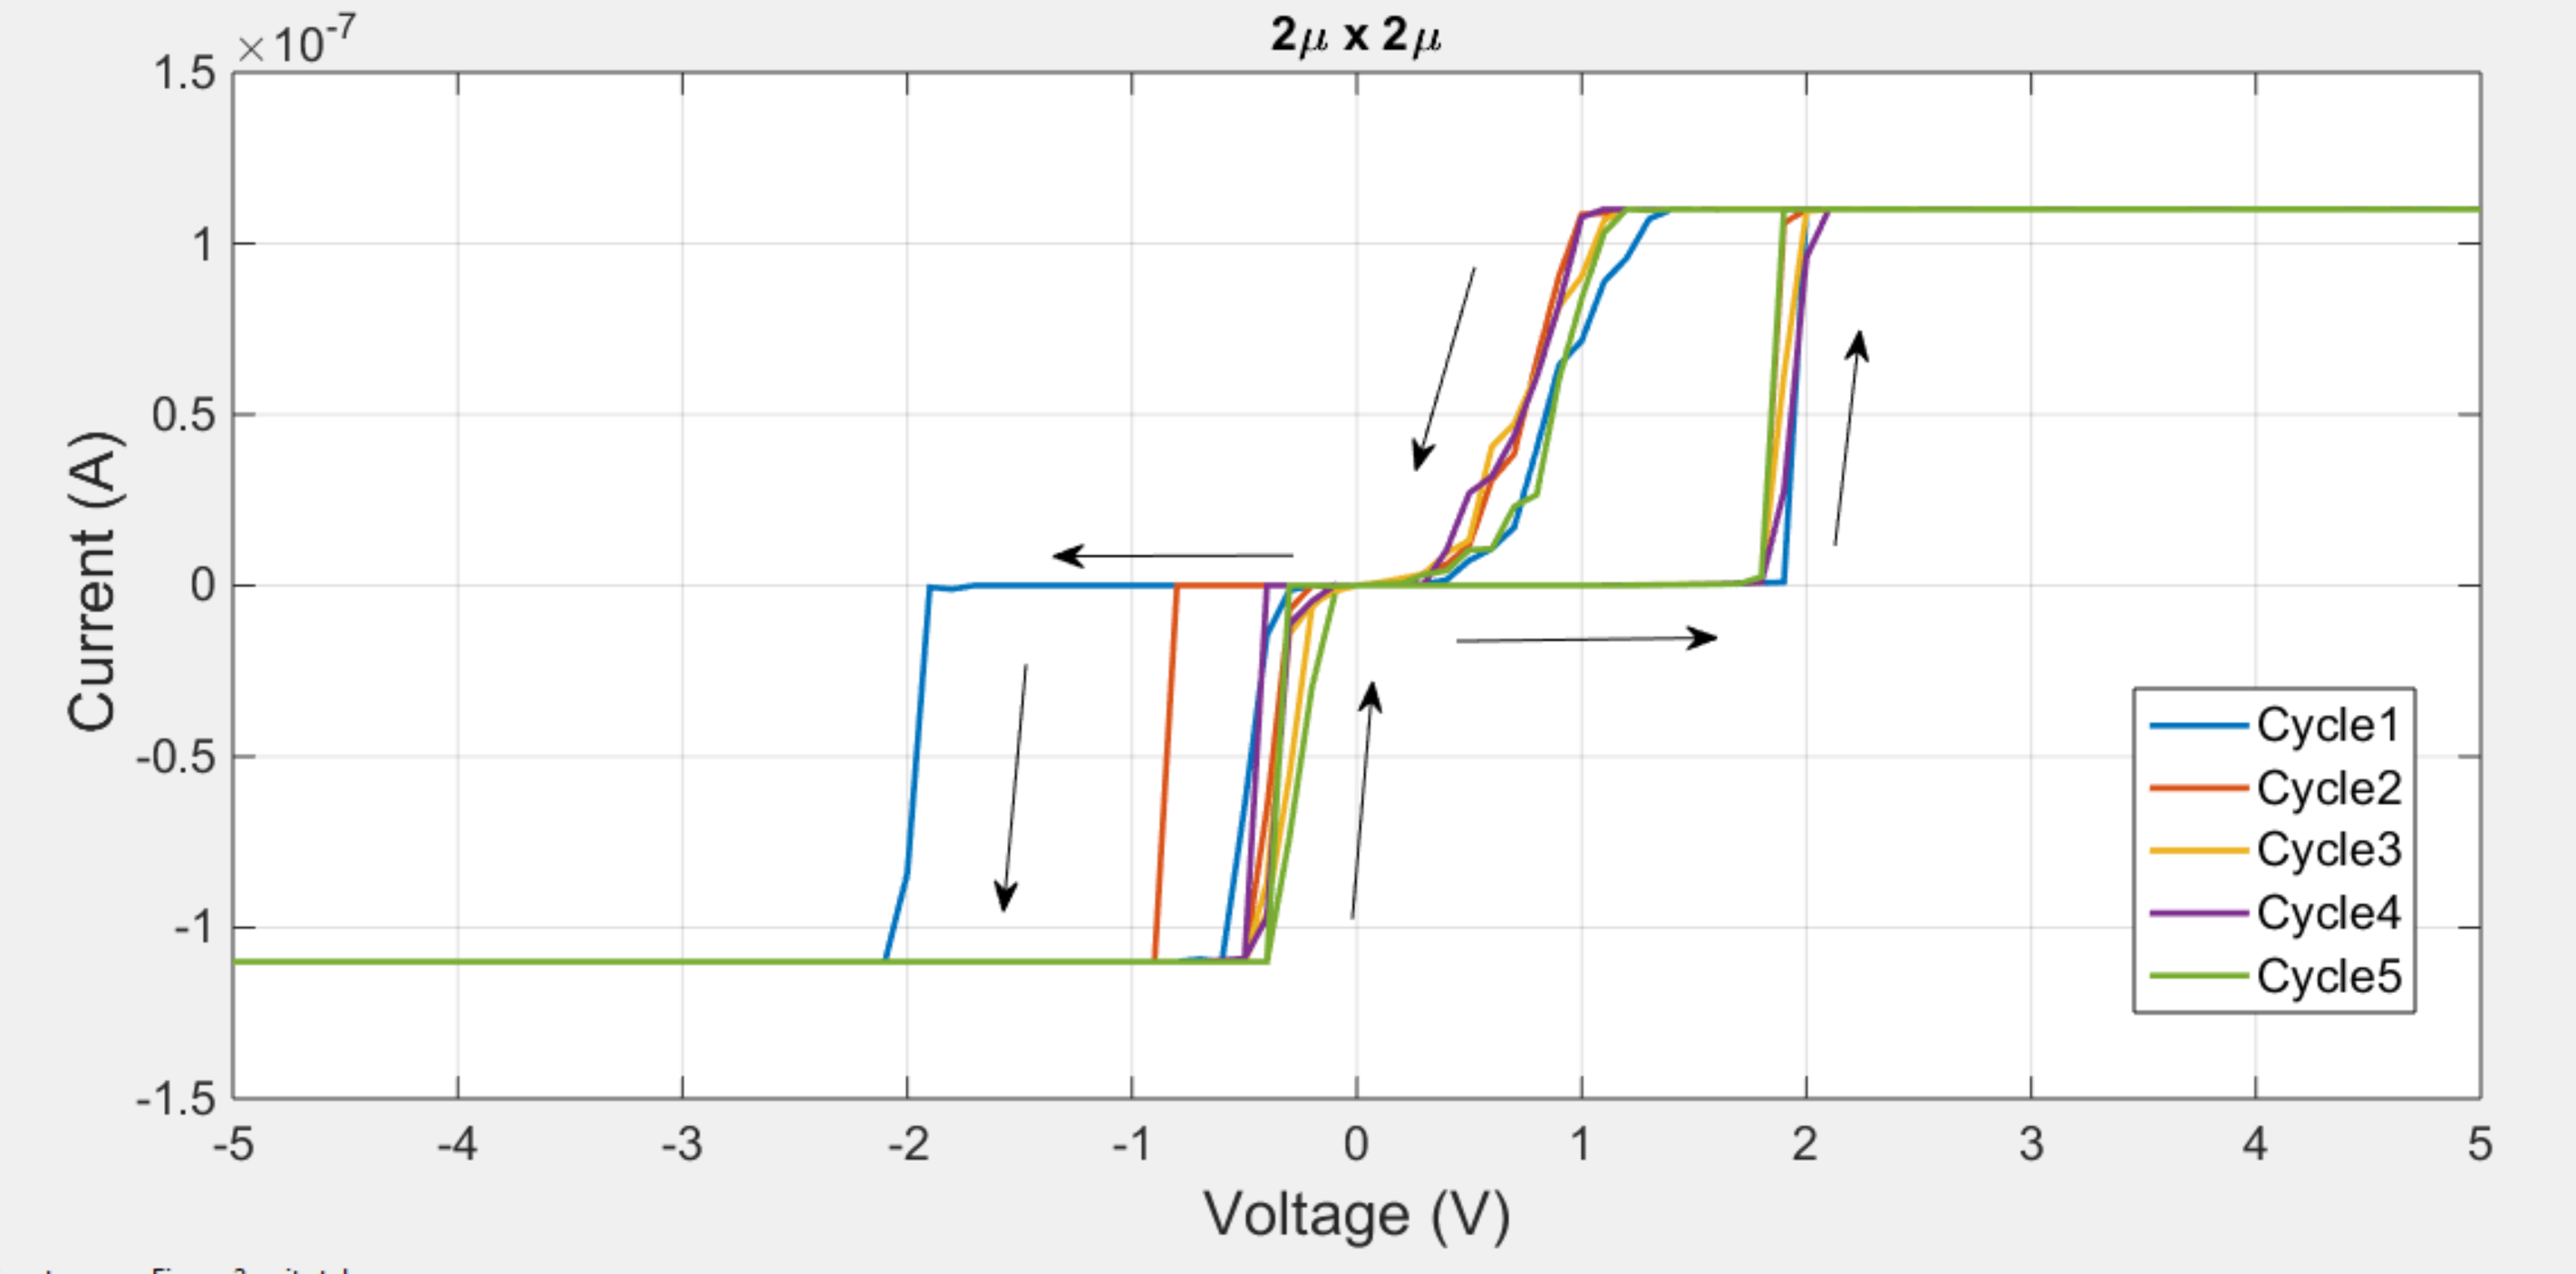 2μ x 2μ
×10-7
1.5
1
0.5
0
-0.5
-1
-1.5
Current (A)
-5 -4 -3 -2 -1 0 1 2 3 4 5
Voltage (V)
Cycle1
Cycle2
Cycle3
Cycle4
Cycle5